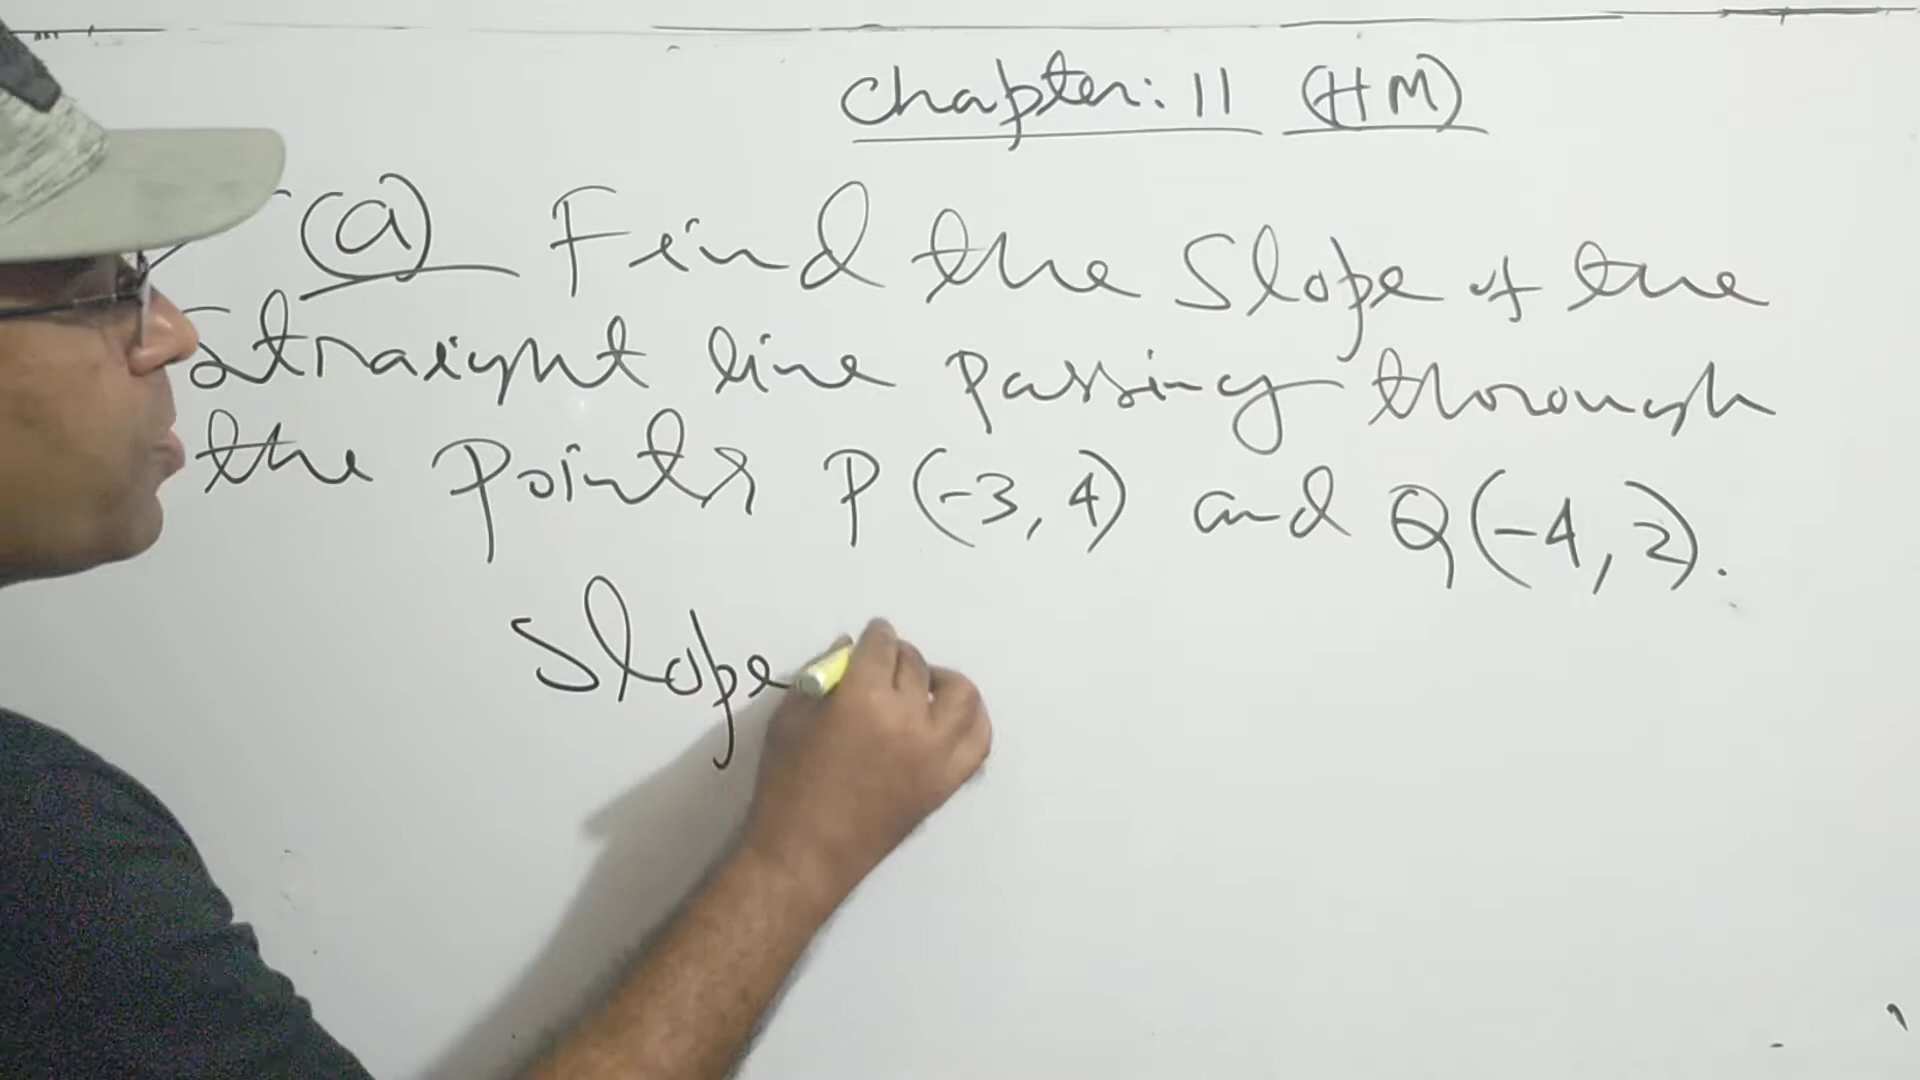 Chapter: 11 (HM)
(a) Find the Slope of the
Straight line passing through
the Points P(-3, 4) and Q(-4, 2).
Slope